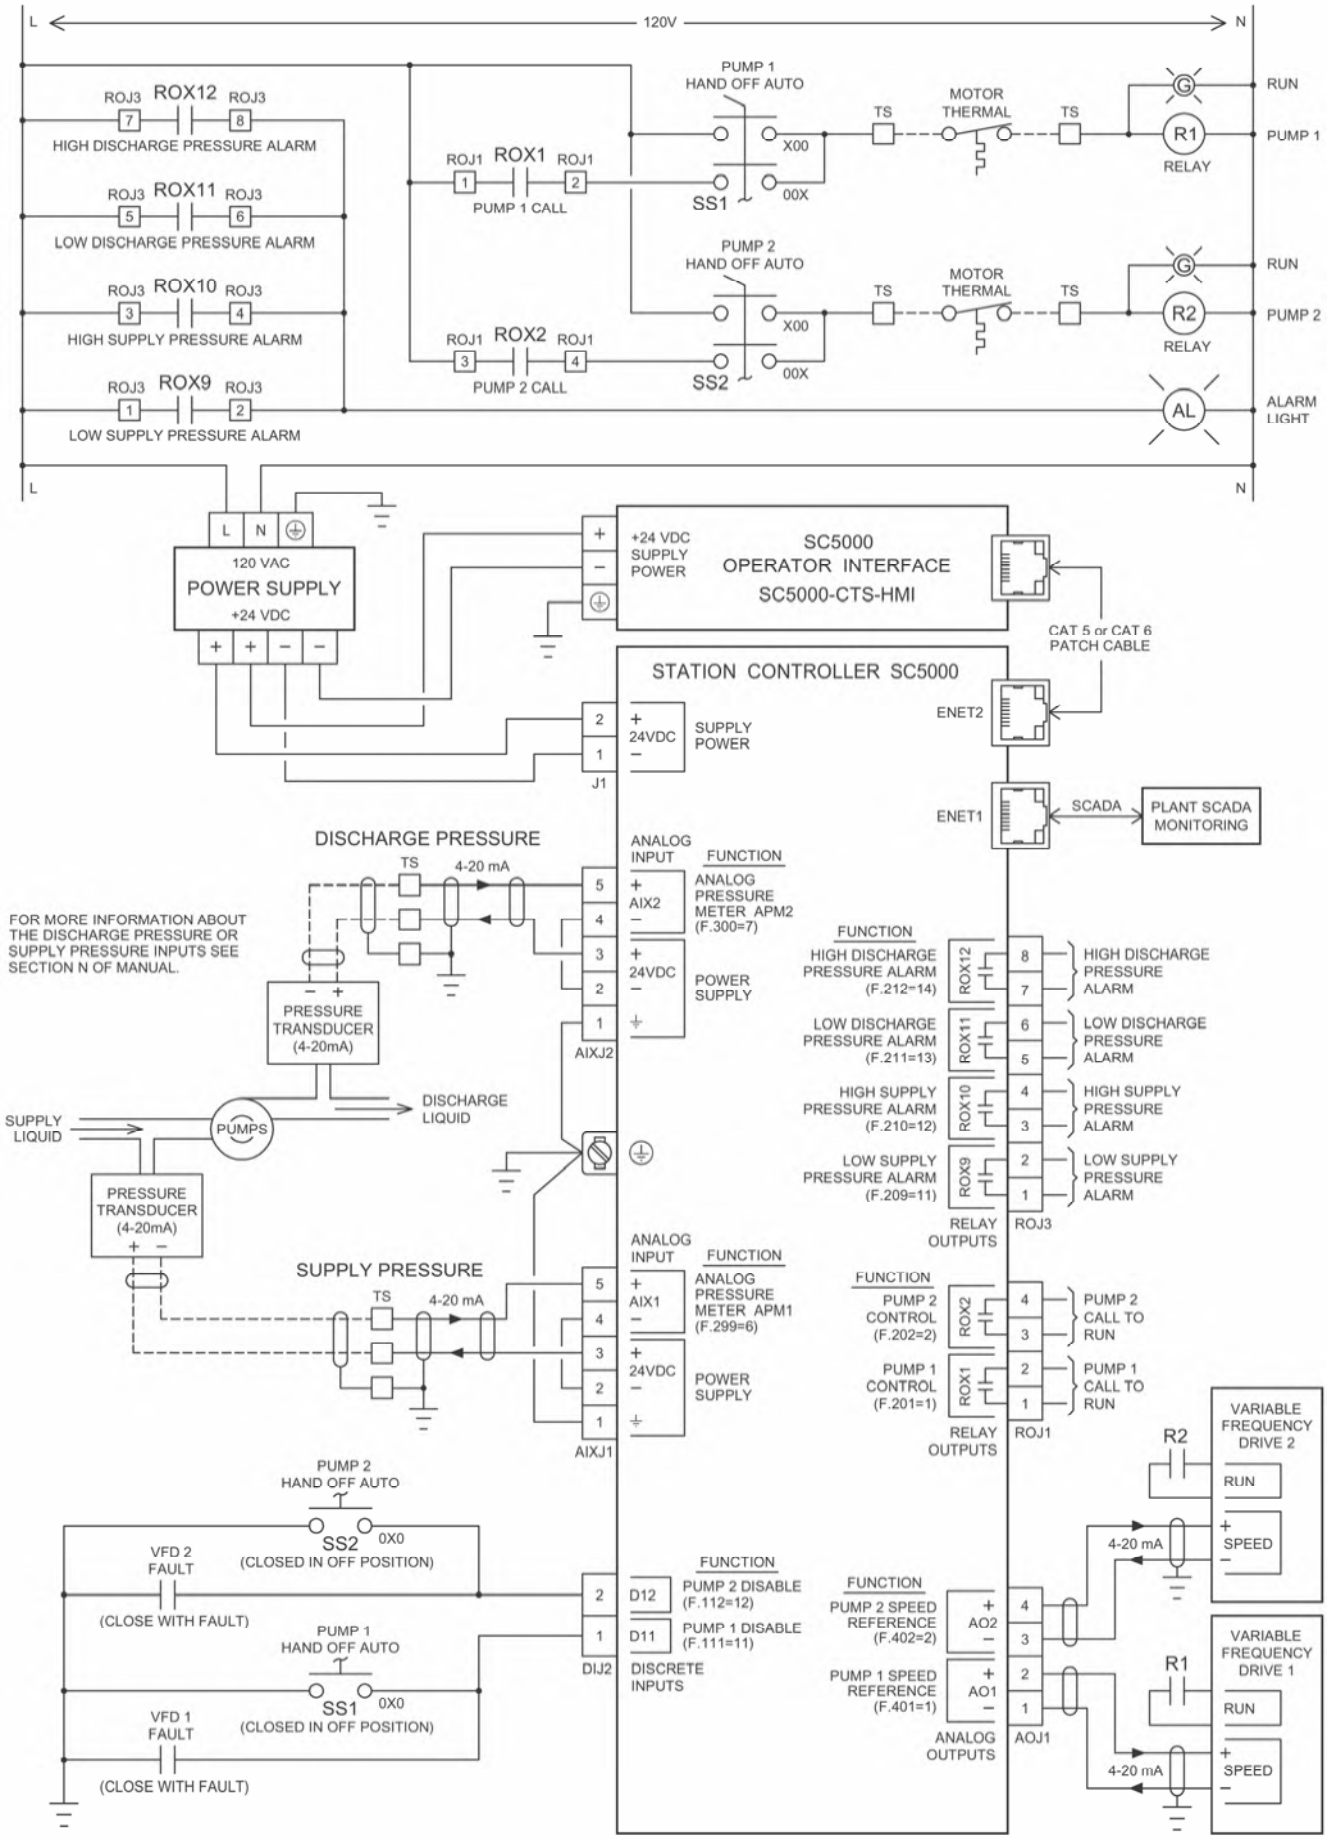 L 120V N
PUMP 1
HAND OFF AUTO
X00
00X
SS1
TS
MOTOR
THERMAL
TS
G
RUN
R1
PUMP 1
RELAY
ROJ3 ROX12 ROJ3
7 8
HIGH DISCHARGE PRESSURE ALARM
ROJ1 ROX1 ROJ1
1 2
PUMP 1 CALL
ROJ3 ROX11 ROJ3
5 6
LOW DISCHARGE PRESSURE ALARM
PUMP 2
HAND OFF AUTO
X00
00X
SS2
TS
MOTOR
THERMAL
TS
G
RUN
R2
PUMP 2
RELAY
ROJ3 ROX10 ROJ3
3 4
HIGH SUPPLY PRESSURE ALARM
ROJ1 ROX2 ROJ1
3 4
PUMP 2 CALL
ROJ3 ROX9 ROJ3
1 2
LOW SUPPLY PRESSURE ALARM
AL
ALARM
LIGHT
L N
L N
120 VAC
POWER SUPPLY
+24 VDC
+ + – –
+
–
+24 VDC
SUPPLY
POWER
SC5000
OPERATOR INTERFACE
SC5000-CTS-HMI
CAT 5 or CAT 6
PATCH CABLE
STATION CONTROLLER SC5000
ENET2
2
1
J1
+
24VDC
–
SUPPLY
POWER
ENET1
SCADA
PLANT SCADA
MONITORING
DISCHARGE PRESSURE
TS
4-20 mA
ANALOG
INPUT
FUNCTION
5
4
3
2
1
AIXJ2
+
AIX2
–
+
24VDC
–
ANALOG
PRESSURE
METER APM2
(F.300=7)
POWER
SUPPLY
FOR MORE INFORMATION ABOUT
THE DISCHARGE PRESSURE OR
SUPPLY PRESSURE INPUTS SEE
SECTION N OF MANUAL.
– +
PRESSURE
TRANSDUCER
(4-20mA)
SUPPLY
LIQUID
PUMPS
DISCHARGE
LIQUID
PRESSURE
TRANSDUCER
(4-20mA)
+ –
FUNCTION
HIGH DISCHARGE
PRESSURE ALARM
(F.212=14)
ROX12
8
7
HIGH DISCHARGE
PRESSURE
ALARM
LOW DISCHARGE
PRESSURE ALARM
(F.211=13)
ROX11
6
5
LOW DISCHARGE
PRESSURE
ALARM
HIGH SUPPLY
PRESSURE ALARM
(F.210=12)
ROX10
4
3
HIGH SUPPLY
PRESSURE
ALARM
LOW SUPPLY
PRESSURE ALARM
(F.209=11)
ROX9
2
1
LOW SUPPLY
PRESSURE
ALARM
RELAY
OUTPUTS
ROJ3
SUPPLY PRESSURE
TS
4-20 mA
ANALOG
INPUT
FUNCTION
5
4
3
2
1
AIXJ1
+
AIX1
–
+
24VDC
–
ANALOG
PRESSURE
METER APM1
(F.299=6)
POWER
SUPPLY
FUNCTION
PUMP 2
CONTROL
(F.202=2)
ROX2
4
3
PUMP 2
CALL TO
RUN
PUMP 1
CONTROL
(F.201=1)
ROX1
2
1
PUMP 1
CALL TO
RUN
RELAY
OUTPUTS
ROJ1
VARIABLE
FREQUENCY
DRIVE 2
R2
RUN
4-20 mA
+
SPEED
–
PUMP 2
HAND OFF AUTO
SS2
0X0
(CLOSED IN OFF POSITION)
VFD 2
FAULT
(CLOSE WITH FAULT)
PUMP 1
HAND OFF AUTO
SS1
0X0
(CLOSED IN OFF POSITION)
VFD 1
FAULT
(CLOSE WITH FAULT)
FUNCTION
2
D12
PUMP 2 DISABLE
(F.112=12)
1
D11
PUMP 1 DISABLE
(F.111=11)
DIJ2
DISCRETE
INPUTS
FUNCTION
PUMP 2 SPEED
REFERENCE
(F.402=2)
+
AO2
–
4
3
PUMP 1 SPEED
REFERENCE
(F.401=1)
+
AO1
–
2
1
ANALOG
OUTPUTS
AOJ1
VARIABLE
FREQUENCY
DRIVE 1
R1
RUN
4-20 mA
+
SPEED
–